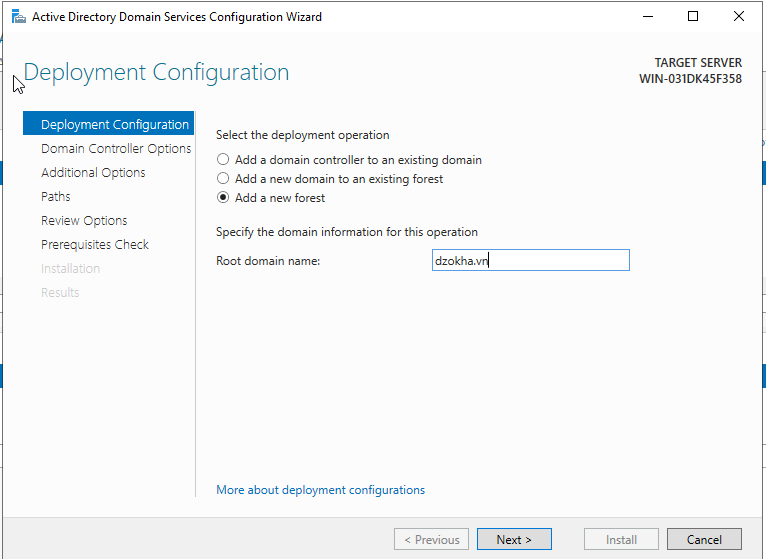 Active Directory Domain Services Configuration Wizard
Deployment Configuration
TARGET SERVER
WIN-031DK45F358
Deployment Configuration
Domain Controller Options
Additional Options
Paths
Review Options
Prerequisites Check
Installation
Results
Select the deployment operation
Add a domain controller to an existing domain
Add a new domain to an existing forest
Add a new forest
Specify the domain information for this operation
Root domain name: dzokha.vn
More about deployment configurations
< Previous Next > Install Cancel